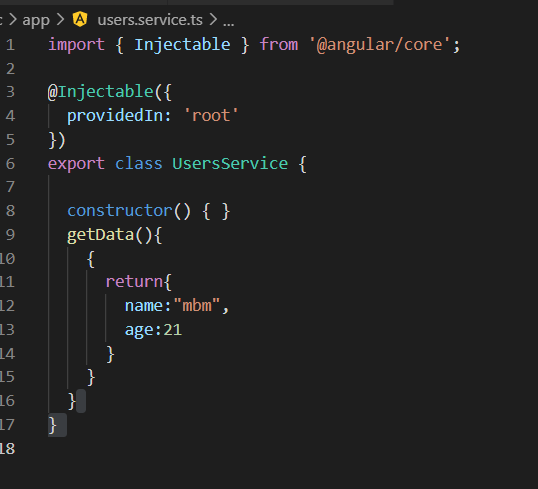 c > app > users.service.ts > ...
1 import { Injectable } from '@angular/core';
2
3 @Injectable({
4   providedIn: 'root'
5 })
6 export class UsersService {
7
8   constructor() { }
9   getData(){
10     {
11       return{
12         name:"mbm",
13         age:21
14       }
15     }
16   }
17 }
18